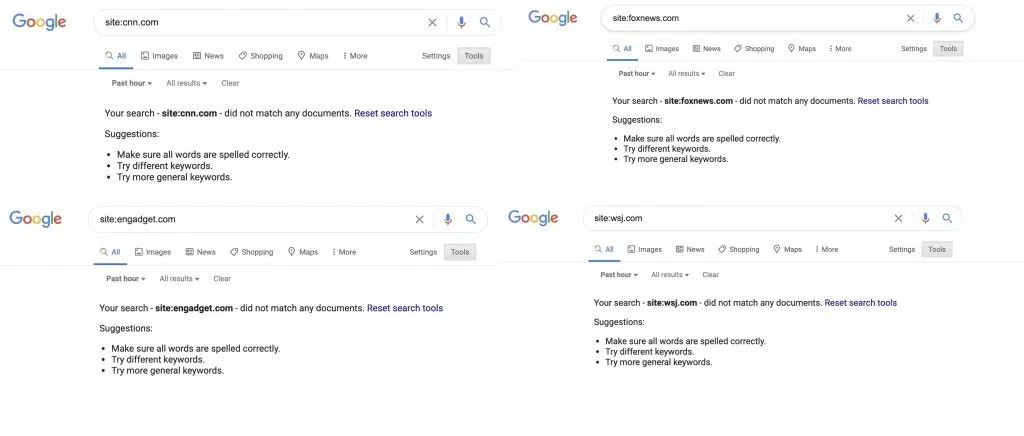 Google
site:cnn.com
All Images News Shopping Maps More Settings Tools
Past hour All results Clear
Your search - site:cnn.com - did not match any documents. Reset search tools
Suggestions:
• Make sure all words are spelled correctly.
• Try different keywords.
• Try more general keywords.
Google
site:foxnews.com
All Images News Shopping Maps More Settings Tools
Past hour All results Clear
Your search - site:foxnews.com - did not match any documents. Reset search tools
Suggestions:
• Make sure all words are spelled correctly.
• Try different keywords.
• Try more general keywords.
Google
site:engadget.com
All Images News Shopping Maps More Settings Tools
Past hour All results Clear
Your search - site:engadget.com - did not match any documents. Reset search tools
Suggestions:
• Make sure all words are spelled correctly.
• Try different keywords.
• Try more general keywords.
Google
site:wsj.com
All Images News Shopping Maps More Settings Tools
Past hour All results Clear
Your search - site:wsj.com - did not match any documents. Reset search tools
Suggestions:
• Make sure all words are spelled correctly.
• Try different keywords.
• Try more general keywords.